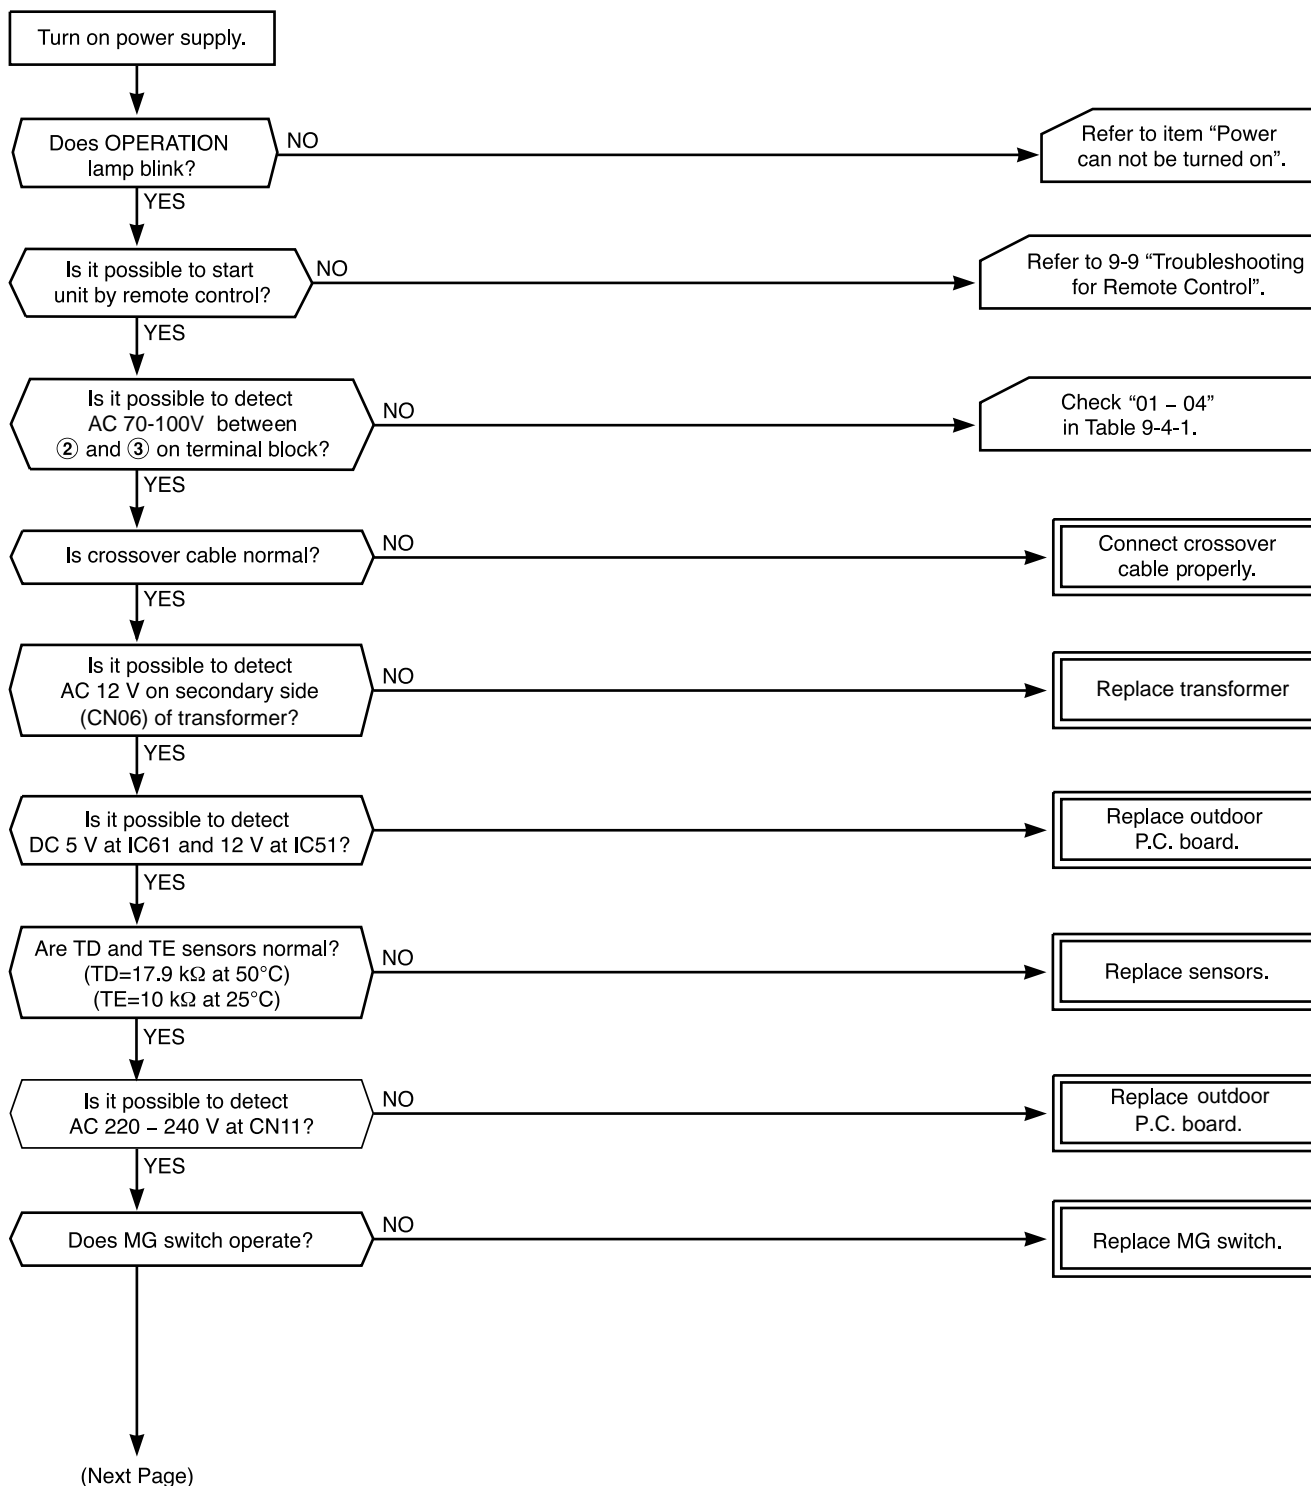 Turn on power supply.
Does OPERATION
lamp blink?
NO
Refer to item “Power
can not be turned on”.
YES
Is it possible to start
unit by remote control?
NO
Refer to 9-9 “Troubleshooting
for Remote Control”.
YES
Is it possible to detect
AC 70-100V between
② and ③ on terminal block?
NO
Check “01 – 04”
in Table 9-4-1.
YES
Is crossover cable normal?
NO
Connect crossover
cable properly.
YES
Is it possible to detect
AC 12 V on secondary side
(CN06) of transformer?
NO
Replace transformer
YES
Is it possible to detect
DC 5 V at IC61 and 12 V at IC51?
Replace outdoor
P.C. board.
YES
Are TD and TE sensors normal?
(TD=17.9 kΩ at 50°C)
(TE=10 kΩ at 25°C)
NO
Replace sensors.
YES
Is it possible to detect
AC 220 – 240 V at CN11?
NO
Replace outdoor
P.C. board.
YES
Does MG switch operate?
NO
Replace MG switch.
(Next Page)